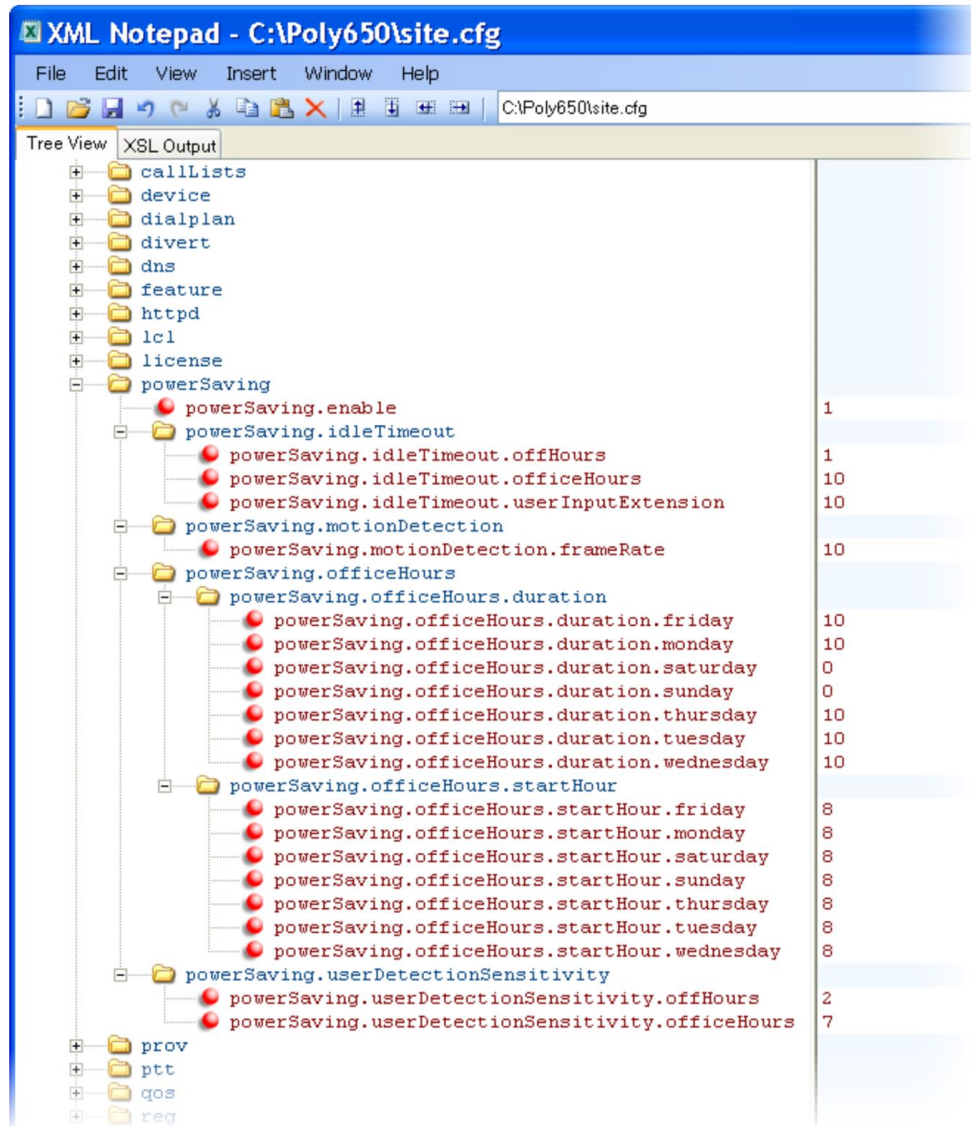 XML Notepad - C:\Poly650\site.cfg
File Edit View Insert Window Help
C:\Poly650\site.cfg
Tree View XSL Output
callLists
device
dialplan
divert
dns
feature
httpd
lcl
license
powerSaving
powerSaving.enable 1
powerSaving.idleTimeout
powerSaving.idleTimeout.offHours 1
powerSaving.idleTimeout.officeHours 10
powerSaving.idleTimeout.userInputExtension 10
powerSaving.motionDetection
powerSaving.motionDetection.frameRate 10
powerSaving.officeHours
powerSaving.officeHours.duration
powerSaving.officeHours.duration.friday 10
powerSaving.officeHours.duration.monday 10
powerSaving.officeHours.duration.saturday 0
powerSaving.officeHours.duration.sunday 0
powerSaving.officeHours.duration.thursday 10
powerSaving.officeHours.duration.tuesday 10
powerSaving.officeHours.duration.wednesday 10
powerSaving.officeHours.startHour
powerSaving.officeHours.startHour.friday 8
powerSaving.officeHours.startHour.monday 8
powerSaving.officeHours.startHour.saturday 8
powerSaving.officeHours.startHour.sunday 8
powerSaving.officeHours.startHour.thursday 8
powerSaving.officeHours.startHour.tuesday 8
powerSaving.officeHours.startHour.wednesday 8
powerSaving.userDetectionSensitivity
powerSaving.userDetectionSensitivity.offHours 2
powerSaving.userDetectionSensitivity.officeHours 7
prov
ptt
qos
reg